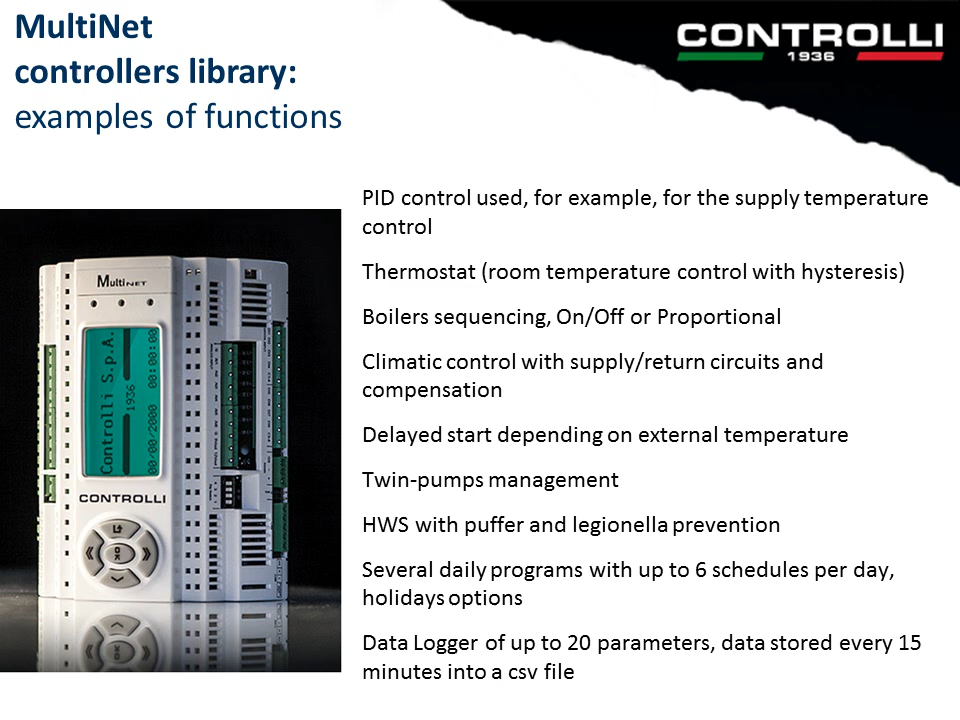 MultiNet
controllers library:
examples of functions
CONTROLLI
1936
PID control used, for example, for the supply temperature
control
Thermostat (room temperature control with hysteresis)
Boilers sequencing, On/Off or Proportional
Climatic control with supply/return circuits and
compensation
Delayed start depending on external temperature
Twin-pumps management
HWS with puffer and legionella prevention
Several daily programs with up to 6 schedules per day,
holidays options
Data Logger of up to 20 parameters, data stored every 15
minutes into a csv file
MultiNET
Controlli S.p.A.
1936
00/00/2000 00:00:00
CONTROLLI
OK